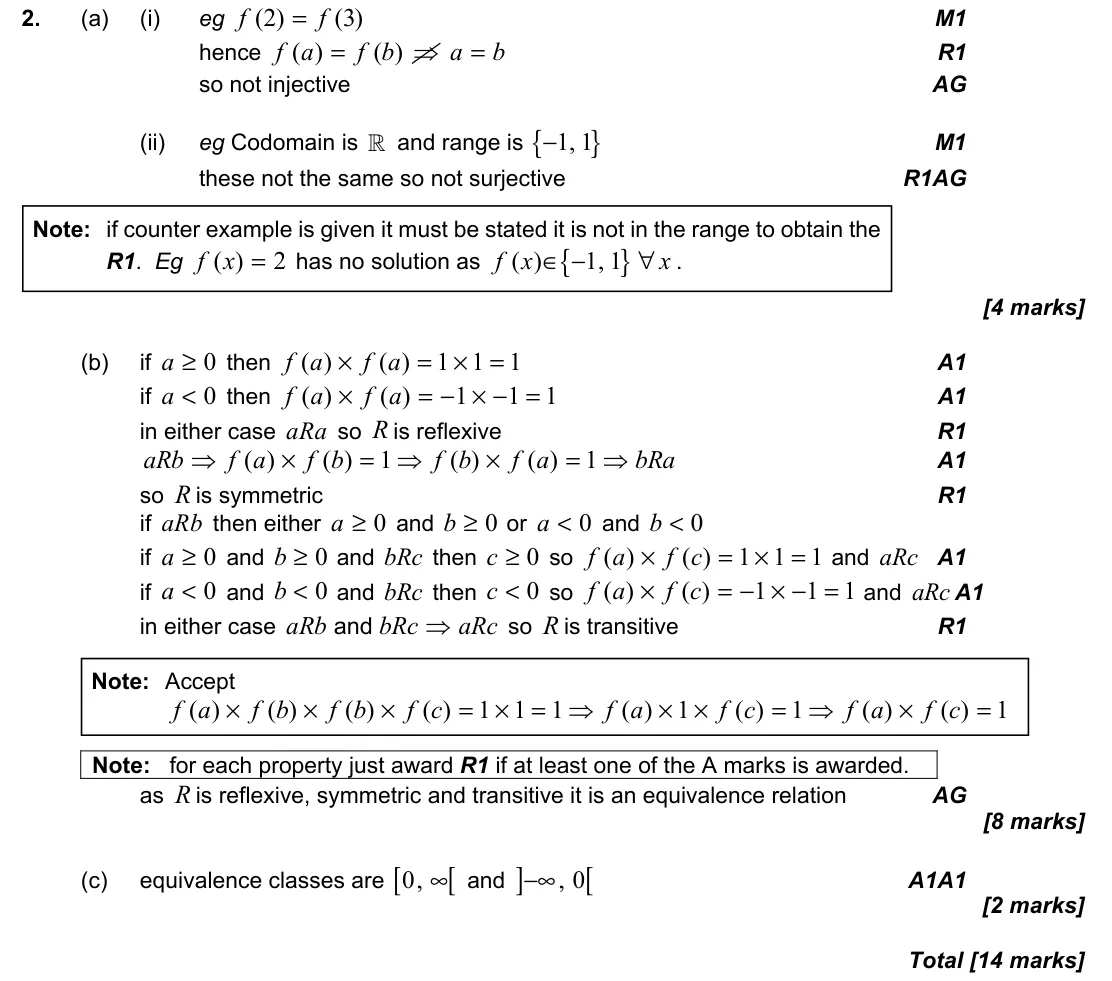 2. (a) (i) eg f (2) = f (3) M1
hence f (a) = f (b) ⇏ a = b R1
so not injective AG
(ii) eg Codomain is ℝ and range is {−1, 1} M1
these not the same so not surjective R1AG
Note: if counter example is given it must be stated it is not in the range to obtain the
R1. Eg f (x) = 2 has no solution as f (x)∈{−1, 1} ∀x .
[4 marks]
(b) if a ≥ 0 then f (a) × f (a) = 1 × 1 = 1 A1
if a < 0 then f (a) × f (a) = −1 × −1 = 1 A1
in either case aRa so R is reflexive R1
aRb ⇒ f (a) × f (b) = 1 ⇒ f (b) × f (a) = 1 ⇒ bRa A1
so R is symmetric R1
if aRb then either a ≥ 0 and b ≥ 0 or a < 0 and b < 0
if a ≥ 0 and b ≥ 0 and bRc then c ≥ 0 so f (a) × f (c) = 1 × 1 = 1 and aRc A1
if a < 0 and b < 0 and bRc then c < 0 so f (a) × f (c) = −1 × −1 = 1 and aRc A1
in either case aRb and bRc ⇒ aRc so R is transitive R1
Note: Accept
f (a) × f (b) × f (b) × f (c) = 1 × 1 = 1 ⇒ f (a) × 1 × f (c) = 1 ⇒ f (a) × f (c) = 1
Note: for each property just award R1 if at least one of the A marks is awarded.
as R is reflexive, symmetric and transitive it is an equivalence relation AG
[8 marks]
(c) equivalence classes are [0, ∞[ and ]−∞, 0[ A1A1
[2 marks]
Total [14 marks]